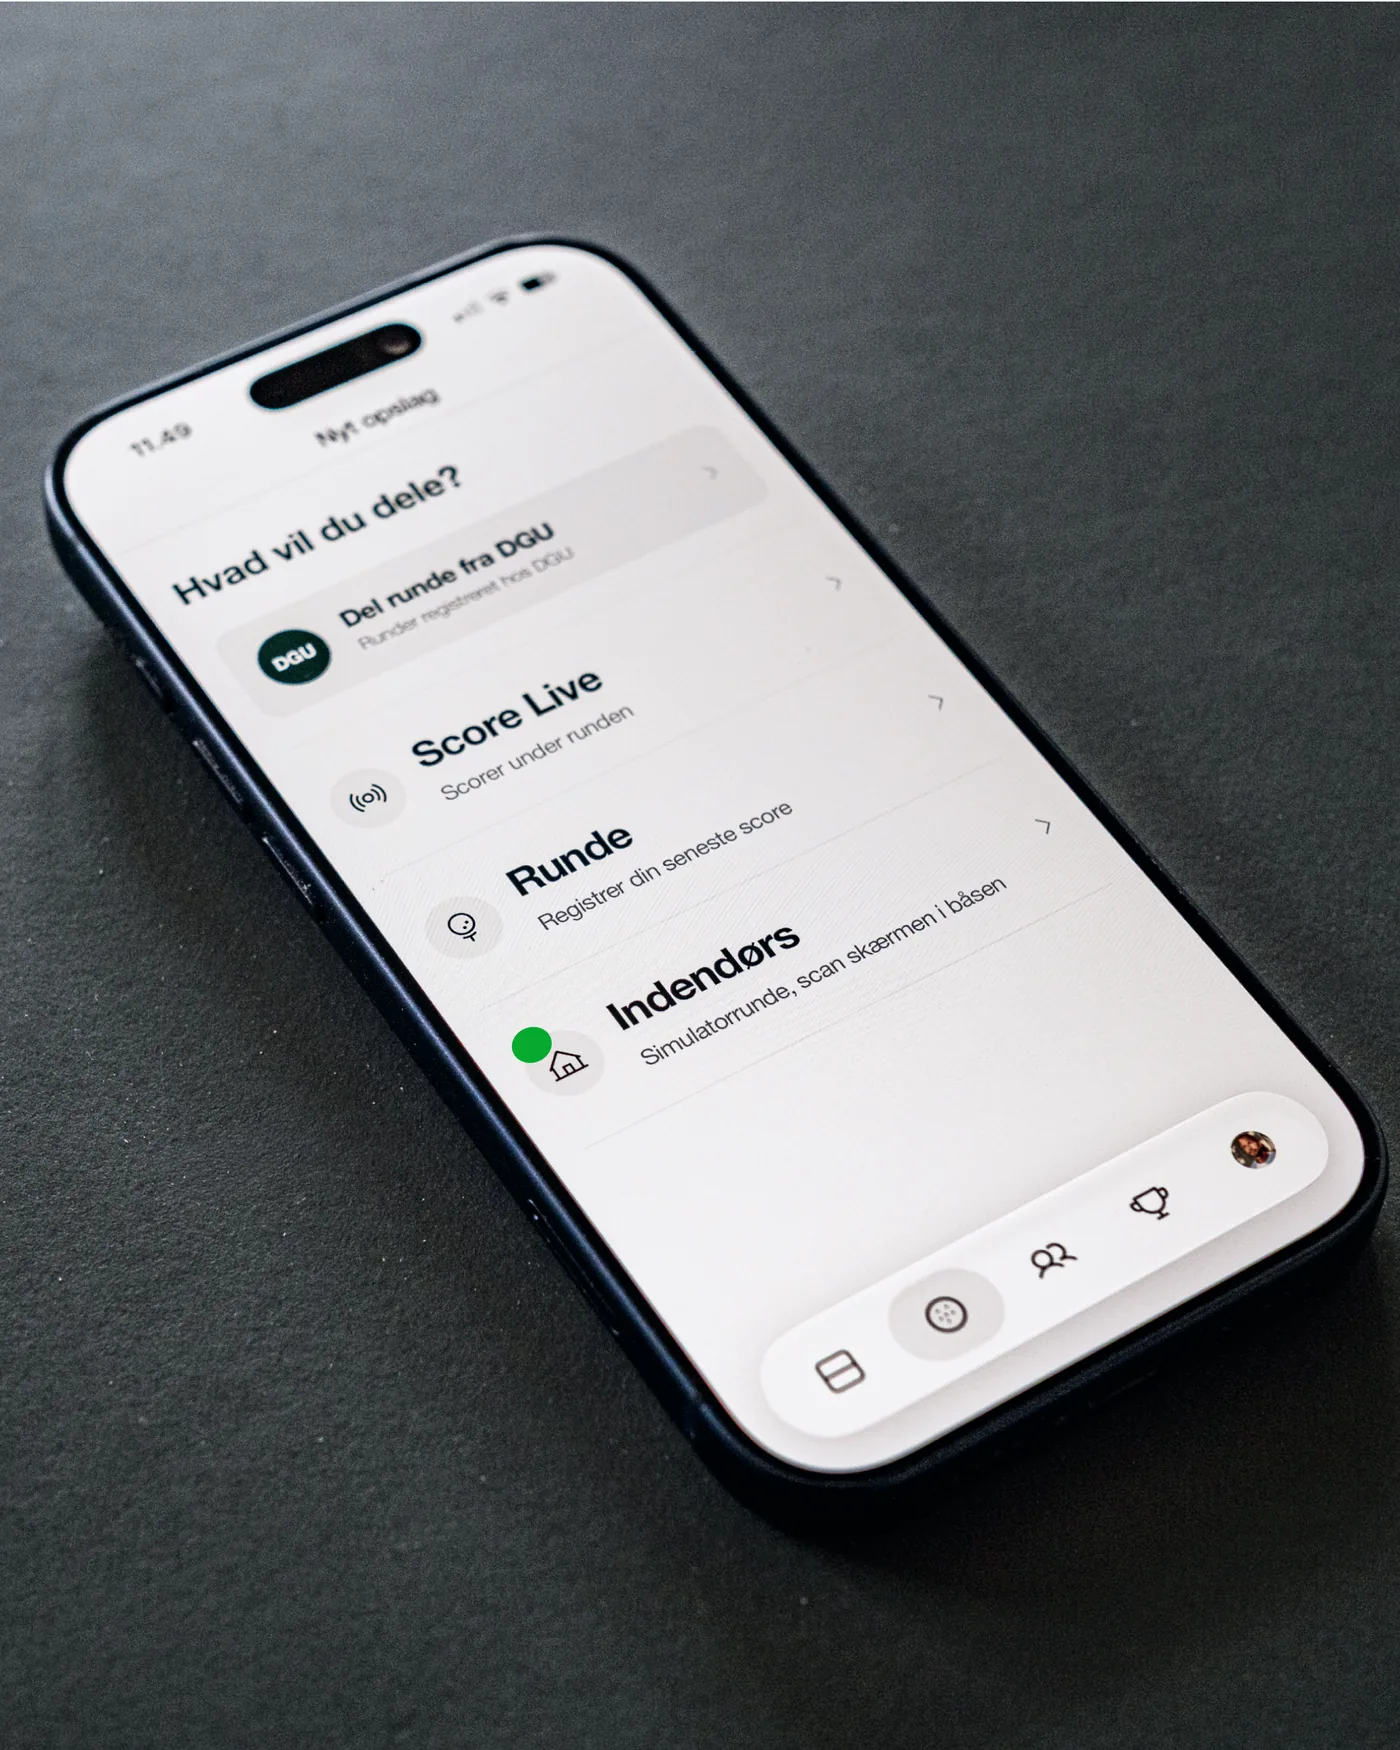 11.49
Nyt opslag
Hvad vil du dele?
DGU
Del runde fra DGU
Runder registreret hos DGU
Score Live
Scorer under runden
Runde
Registrer din seneste score
Indendørs
Simulatorrunde, scan skærmen i båsen